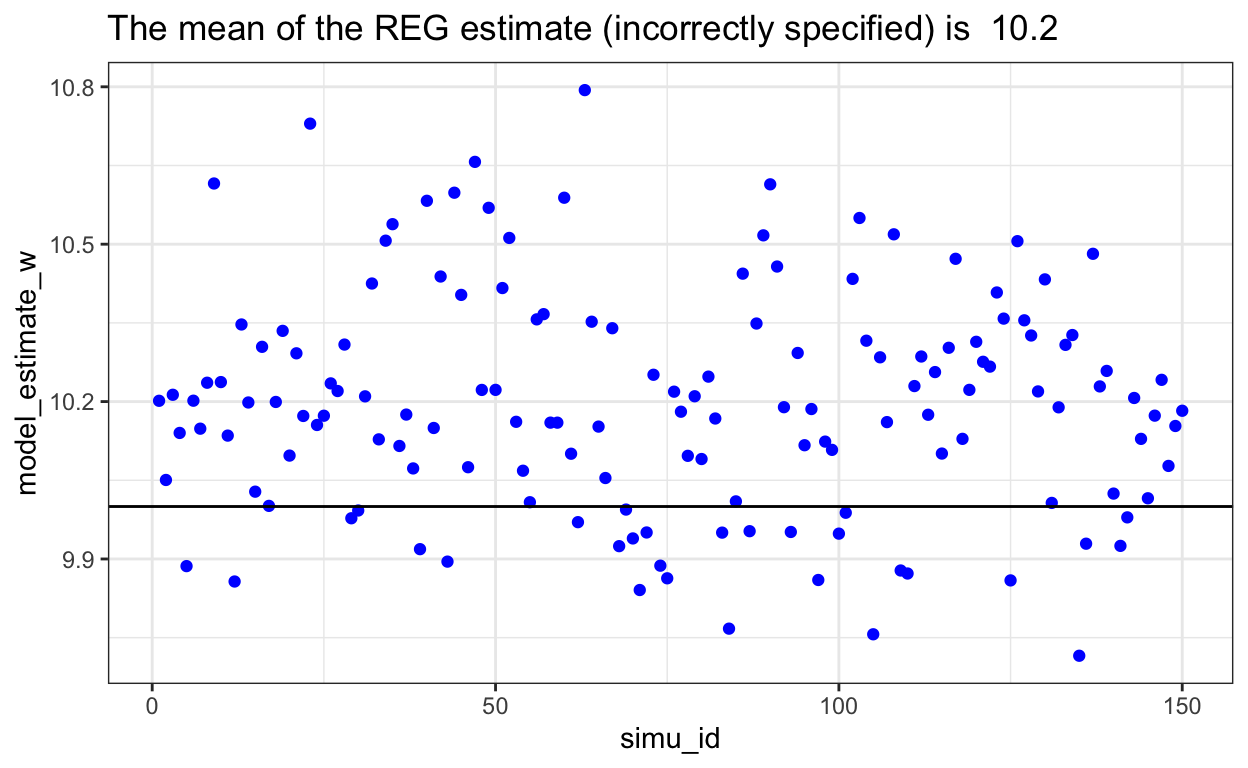 The mean of the REG estimate (incorrectly specified) is  10.2
10.8
10.5
10.2
9.9
model_estimate_w
0
50
100
150
simu_id